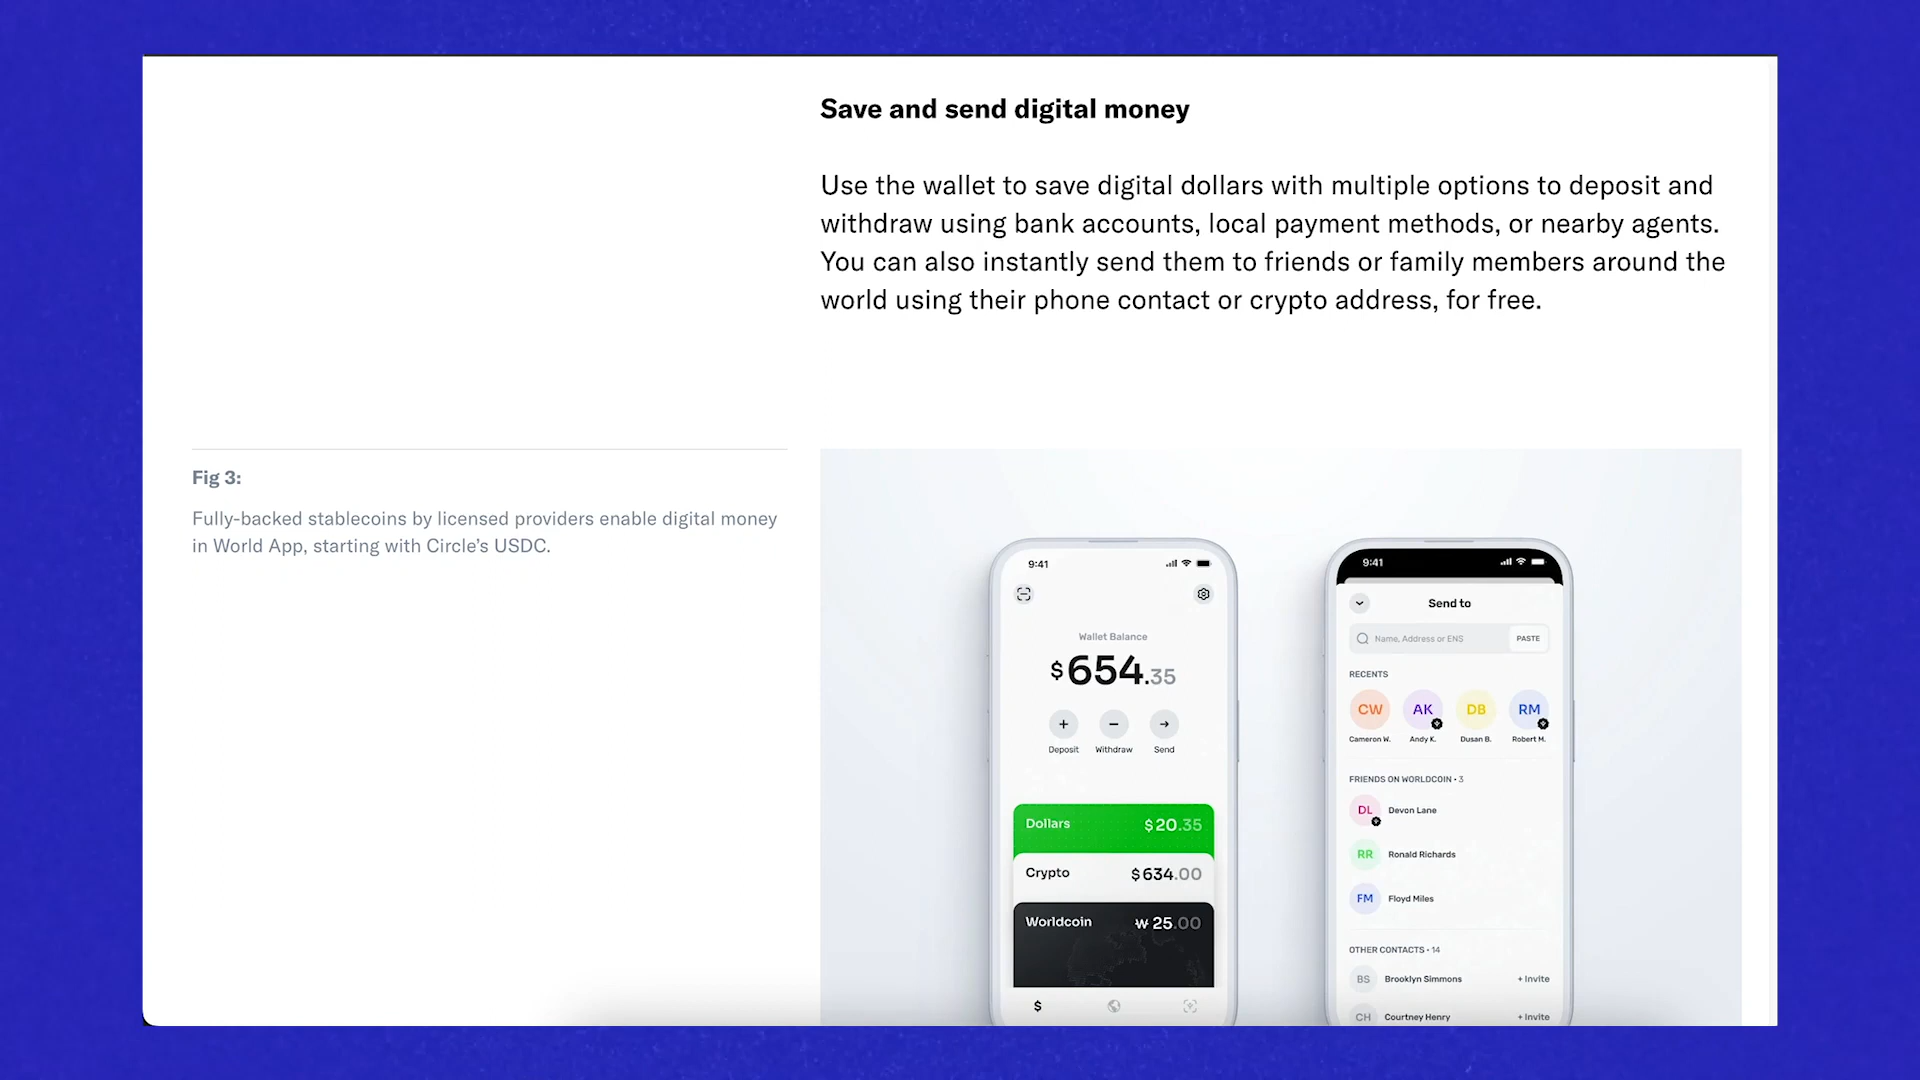 Save and send digital money
Use the wallet to save digital dollars with multiple options to deposit and
withdraw using bank accounts, local payment methods, or nearby agents.
You can also instantly send them to friends or family members around the
world using their phone contact or crypto address, for free.
Fig 3:
Fully-backed stablecoins by licensed providers enable digital money
in World App, starting with Circle's USDC.
9:41
Wallet Balance
$654.35
+ − →
Deposit Withdraw Send
Dollars $20.35
Crypto $634.00
Worldcoin ₩ 25.00
$
9:41
Send to
Name, Address or ENS PASTE
RECENTS
CW AK DB RM
Cameron W. Andy K. Dusan B. Robert M.
FRIENDS ON WORLDCOIN • 3
DL Devon Lane
RR Ronald Richards
FM Floyd Miles
OTHER CONTACTS • 14
BS Brooklyn Simmons + Invite
CH Courtney Henry + Invite